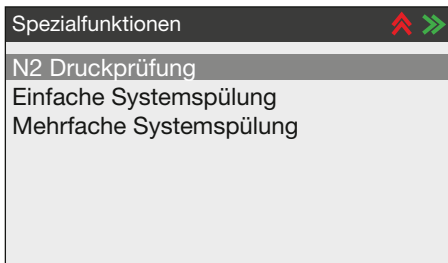 Spezialfunktionen
N2 Druckprüfung
Einfache Systemspülung
Mehrfache Systemspülung